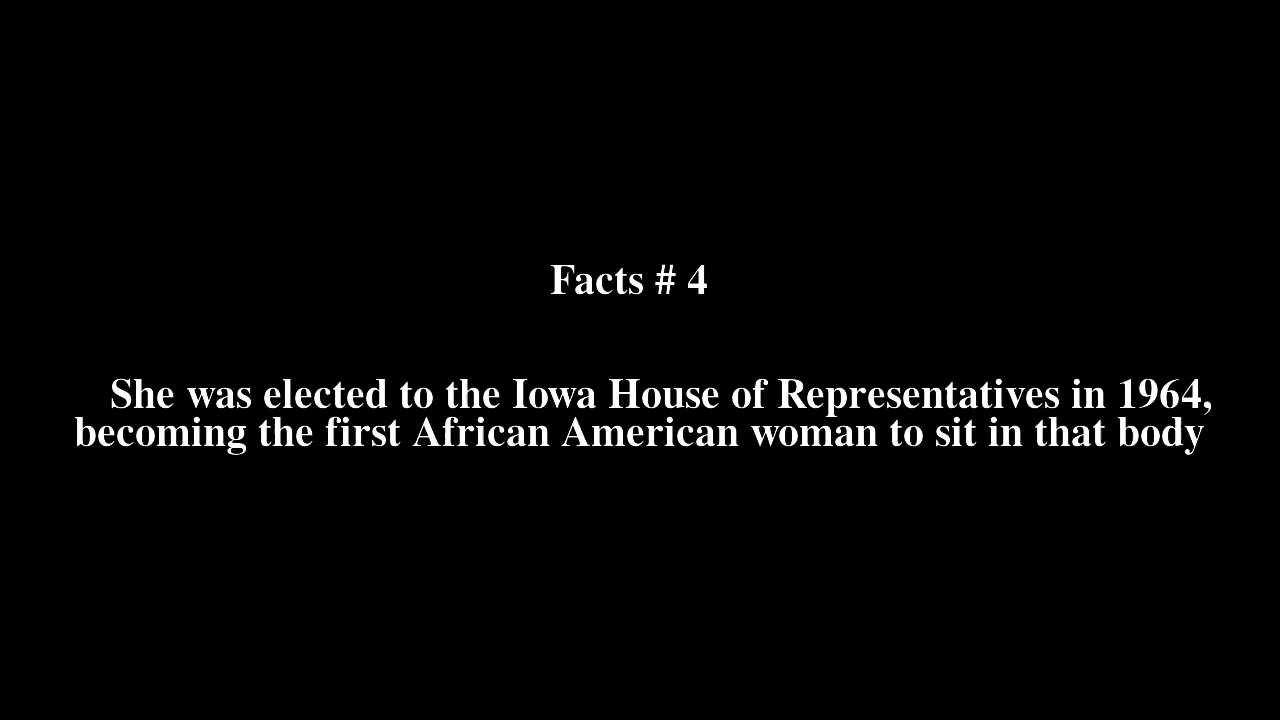 Facts # 4
She was elected to the Iowa House of Representatives in 1964,
becoming the first African American woman to sit in that body